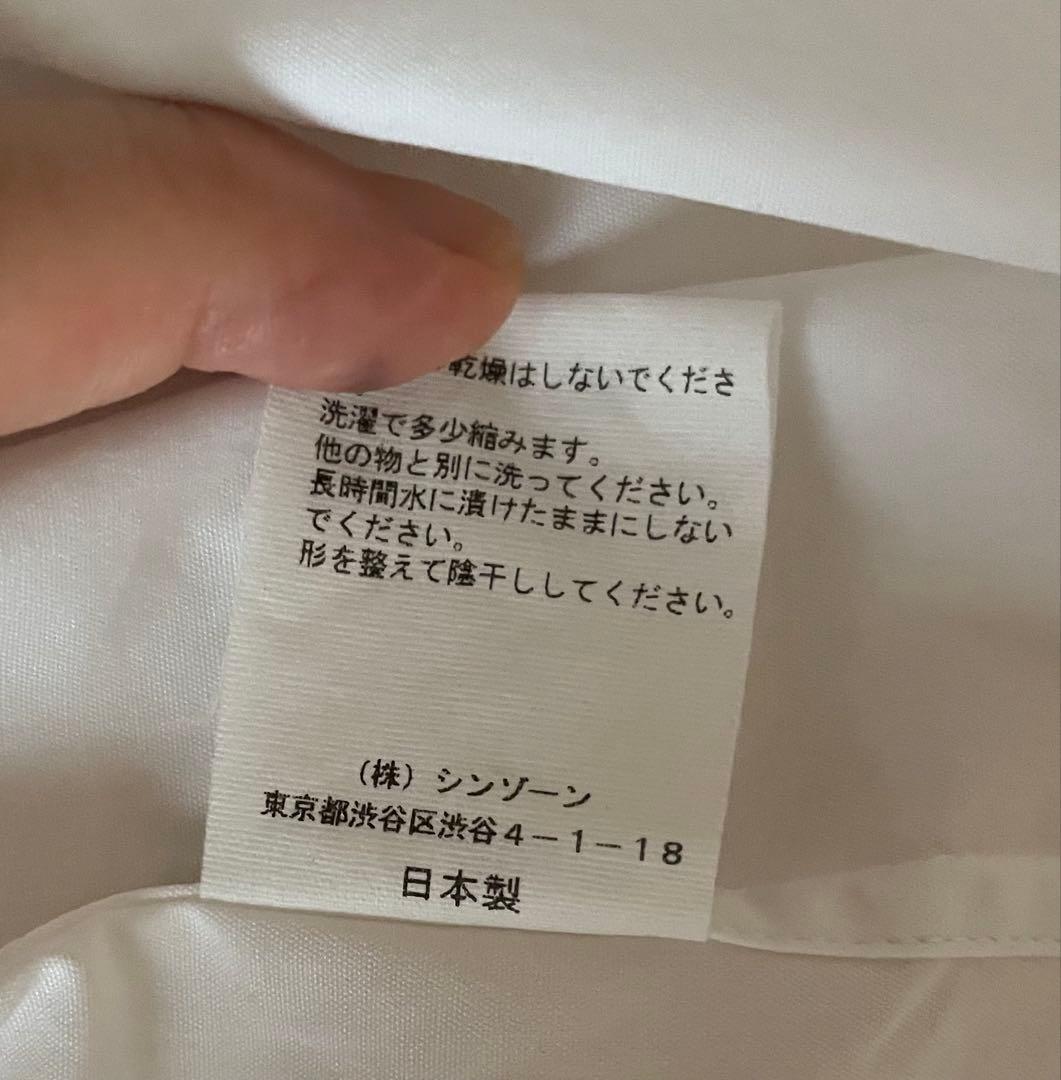 乾燥はしないでくださ
洗濯で多少縮みます。
他の物と別に洗ってください。
長時間水に漬けたままにしない
でください。
形を整えて陰干ししてください。
(株) シンゾーン
東京都渋谷区渋谷4－1－18
日本製